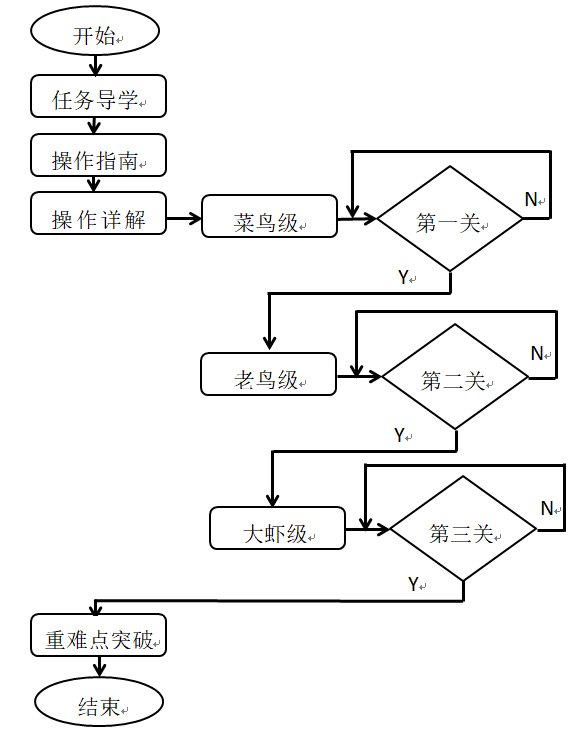 开始
任务导学
操作指南
操作详解
菜鸟级
第一关
N
Y
老鸟级
第二关
N
Y
大虾级
第三关
N
Y
重难点突破
结束